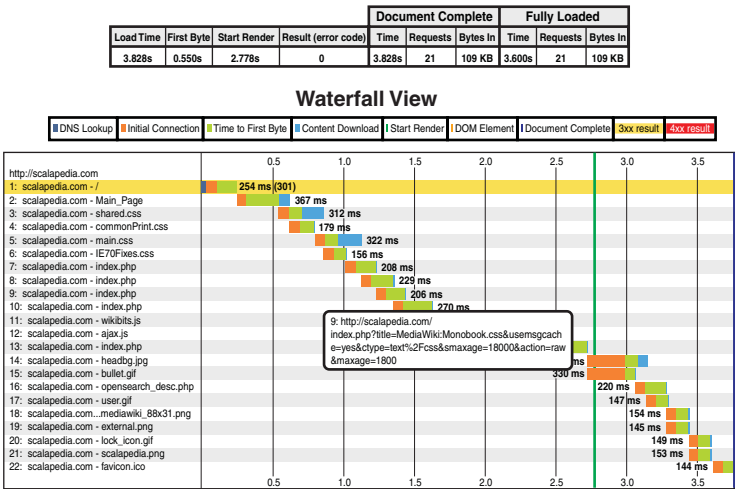 Document Complete Fully Loaded
Load Time First Byte Start Render Result (error code) Time Requests Bytes In Time Requests Bytes In
3.828s 0.550s 2.778s 0 3.828s 21 109 KB 3.600s 21 109 KB
Waterfall View
DNS Lookup Initial Connection Time to First Byte Content Download Start Render DOM Element Document Complete 3xx result 4xx result
0.5 1.0 1.5 2.0 2.5 3.0 3.5
http://scalapedia.com
1: scalapedia.com - / 254 ms (301)
2: scalapedia.com - Main_Page 367 ms
3: scalapedia.com - shared.css 312 ms
4: scalapedia.com - commonPrint.css 179 ms
5: scalapedia.com - main.css 322 ms
6: scalapedia.com - IE70Fixes.css 156 ms
7: scalapedia.com - index.php 208 ms
8: scalapedia.com - index.php 229 ms
9: scalapedia.com - index.php 206 ms
10: scalapedia.com - index.php 270 ms
11: scalapedia.com - wikibits.js
12: scalapedia.com - ajax.js
13: scalapedia.com - index.php
14: scalapedia.com - headbg.jpg ms
15: scalapedia.com - bullet.gif 330 ms
16: scalapedia.com - opensearch_desc.php 220 ms
17: scalapedia.com - user.gif 147 ms
18: scalapedia.com...mediawiki_88x31.png 154 ms
19: scalapedia.com - external.png 145 ms
20: scalapedia.com - lock_icon.gif 149 ms
21: scalapedia.com - scalapedia.png 153 ms
22: scalapedia.com - favicon.ico 144 ms
9: http://scalapedia.com/
index.php?title=MediaWiki:Monobook.css&usemsgcach
e=yes&ctype=text%2Fcss&smaxage=18000&action=raw
&maxage=1800
0.5 1.0 1.5 2.0 2.5 3.0 3.5